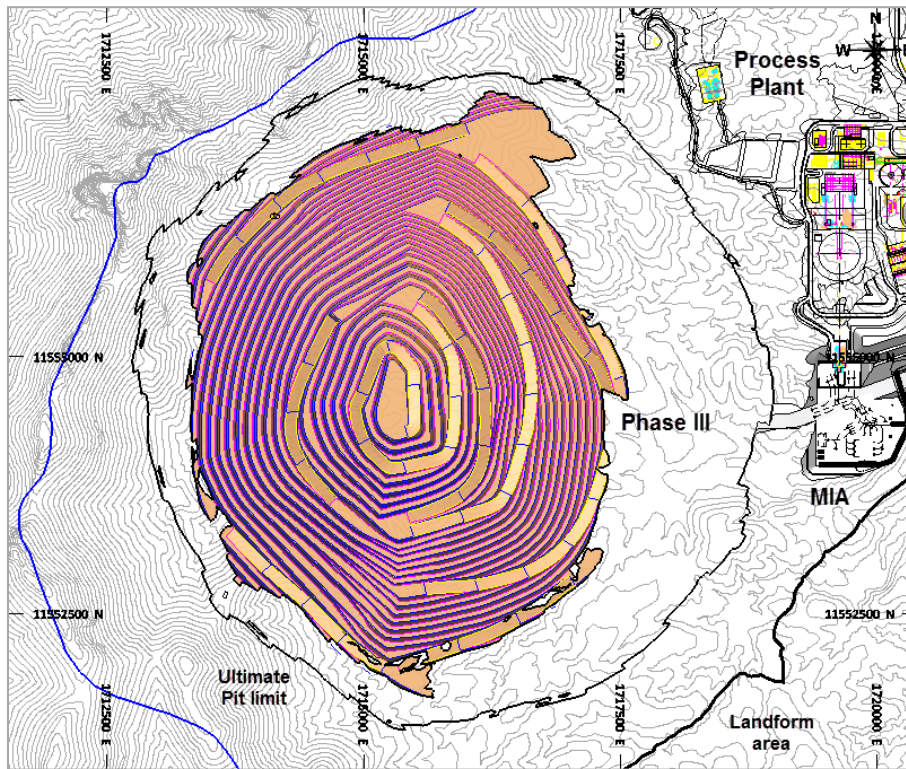 1712500 E
1715000 E
1717500 E
N
W
Process
Plant
11555000 N
11555000 N
Phase III
MIA
11552500 N
11552500 N
Ultimate
Pit limit
Landform
area
1712500 E
1715000 E
1717500 E
1720000 E